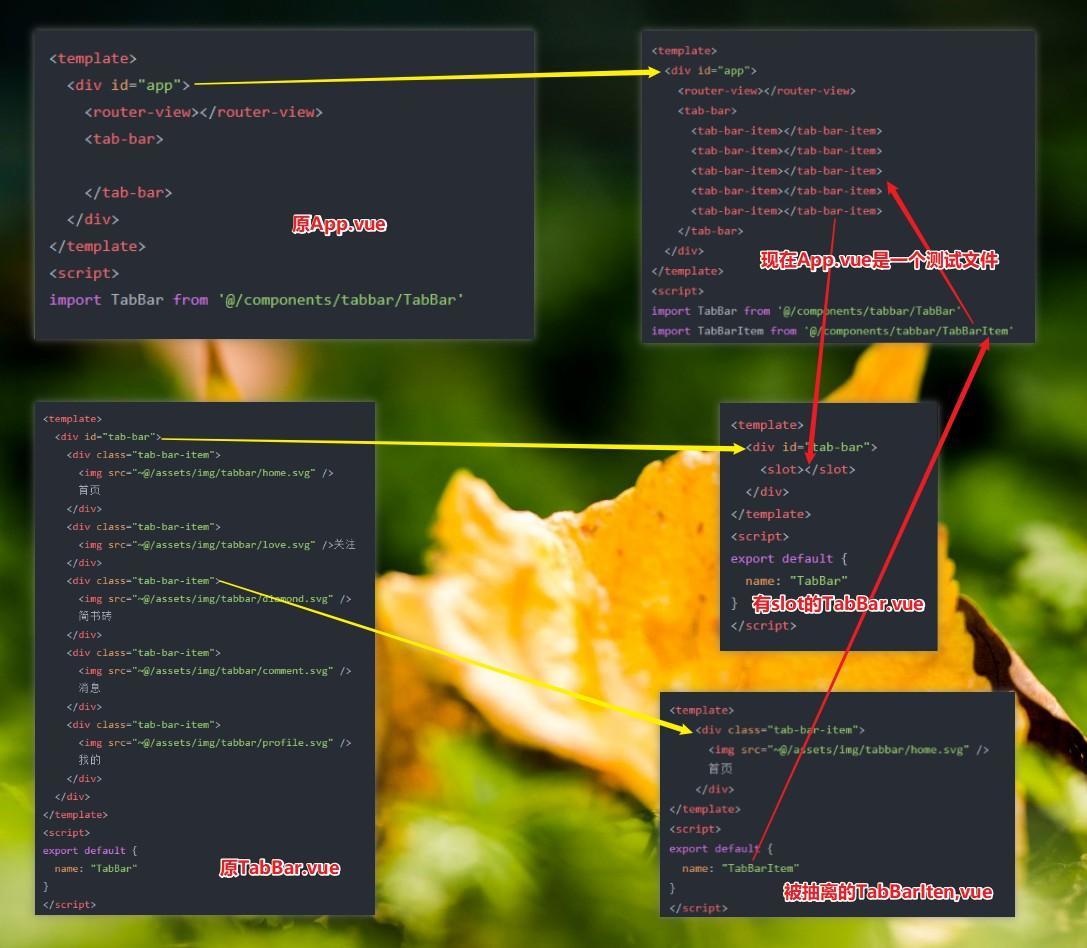 <template>
<div id="app">
<router-view></router-view>
<tab-bar>
</tab-bar>
</div>
</template>
<script>
import TabBar from '@/components/tabbar/TabBar'
原App.vue
<template>
<div id="app">
<router-view></router-view>
<tab-bar>
<tab-bar-item></tab-bar-item>
<tab-bar-item></tab-bar-item>
<tab-bar-item></tab-bar-item>
<tab-bar-item></tab-bar-item>
<tab-bar-item></tab-bar-item>
</tab-bar>
</div>
</template>
<script>
import TabBar from '@/components/tabbar/TabBar'
import TabBarItem from '@/components/tabbar/TabBarItem'
现在App.vue是一个测试文件
<template>
<div id="tab-bar">
<div class="tab-bar-item">
<img src="~@/assets/img/tabbar/home.svg" />
首页
</div>
<div class="tab-bar-item">
<img src="~@/assets/img/tabbar/love.svg" />关注
</div>
<div class="tab-bar-item">
<img src="~@/assets/img/tabbar/diamond.svg" />
简书砖
</div>
<div class="tab-bar-item">
<img src="~@/assets/img/tabbar/comment.svg" />
消息
</div>
<div class="tab-bar-item">
<img src="~@/assets/img/tabbar/profile.svg" />
我的
</div>
</div>
</template>
<script>
export default {
name: "TabBar"
}
</script>
原TabBar.vue
<template>
<div id="tab-bar">
<slot></slot>
</div>
</template>
<script>
export default {
name: "TabBar"
}
</script>
有slot的TabBar.vue
<template>
<div class="tab-bar-item">
<img src="~@/assets/img/tabbar/home.svg" />
首页
</div>
</template>
<script>
export default {
name: "TabBarItem"
}
</script>
被抽离的TabBarIten,vue